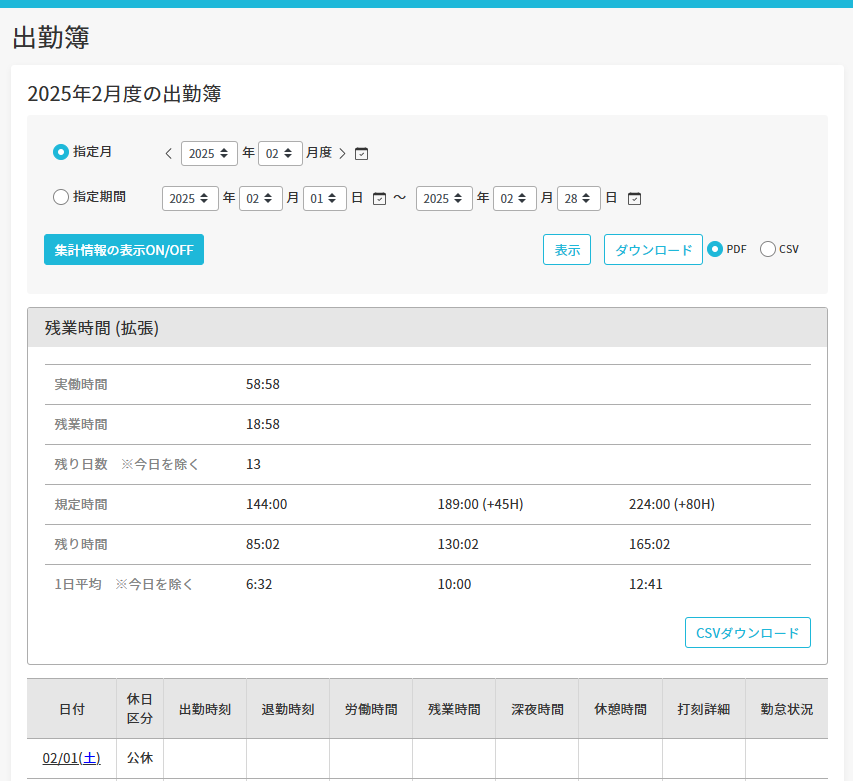 出勤簿
2025年2月度の出勤簿
指定月 2025 年 02 月度
指定期間 2025 年 02 月 01 日 ～ 2025 年 02 月 28 日
集計情報の表示ON/OFF 表示 ダウンロード PDF CSV
残業時間 (拡張)
実働時間 58:58
残業時間 18:58
残り日数 ※今日を除く 13
規定時間 144:00 189:00 (+45H) 224:00 (+80H)
残り時間 85:02 130:02 165:02
1日平均 ※今日を除く 6:32 10:00 12:41
CSVダウンロード
日付 休日区分 出勤時刻 退勤時刻 労働時間 残業時間 深夜時間 休憩時間 打刻詳細 勤怠状況
02/01(土) 公休